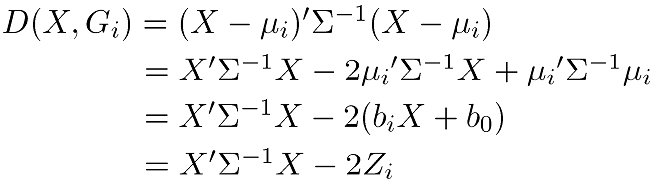 D(X, G_i) = (X − μ_i)′Σ^{−1}(X − μ_i)
= X′Σ^{−1}X − 2μ_i′Σ^{−1}X + μ_i′Σ^{−1}μ_i
= X′Σ^{−1}X − 2(b_iX + b_0)
= X′Σ^{−1}X − 2Z_i